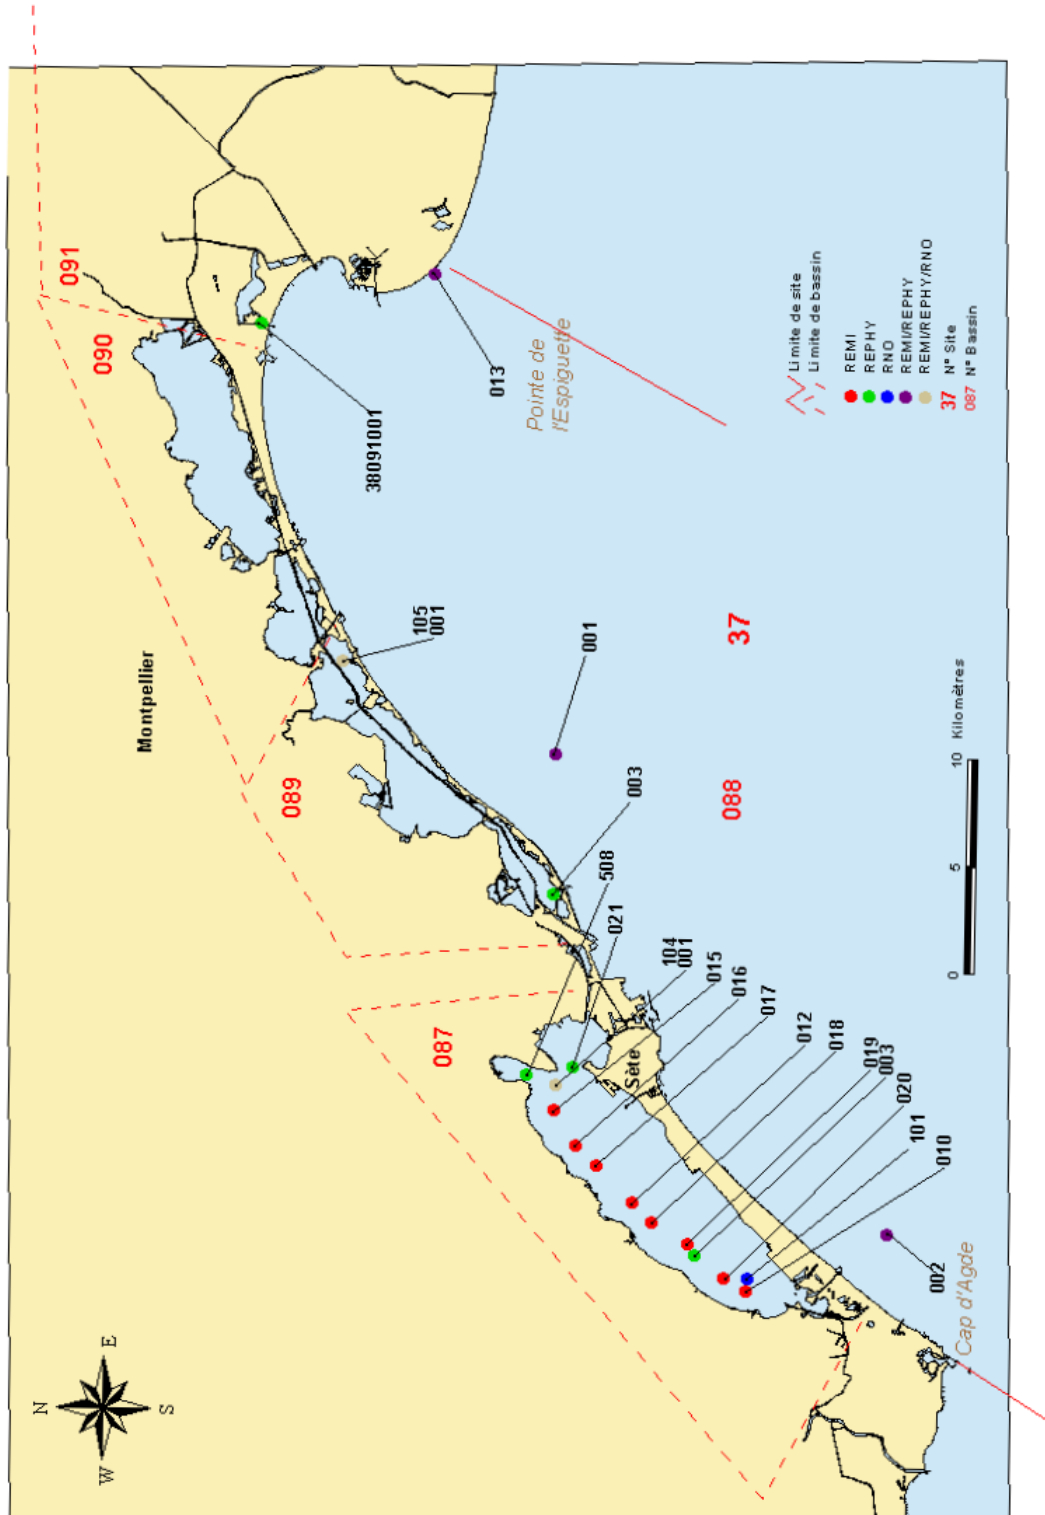 N
W
E
S
Montpellier
091
090
089
087
088
37
013
Pointe de
l'Espiguette
38091001
105
001
001
003
508
021
104
001
015
016
017
012
018
019
003
020
101
010
002
Sète
Cap d'Agde
0
5
10
Kilomètres
Limite de site
Limite de bassin
REMI
REPHY
RNO
REMI/REPHY
REMI/REPHY/RNO
37 N° Site
087 N° Bassin